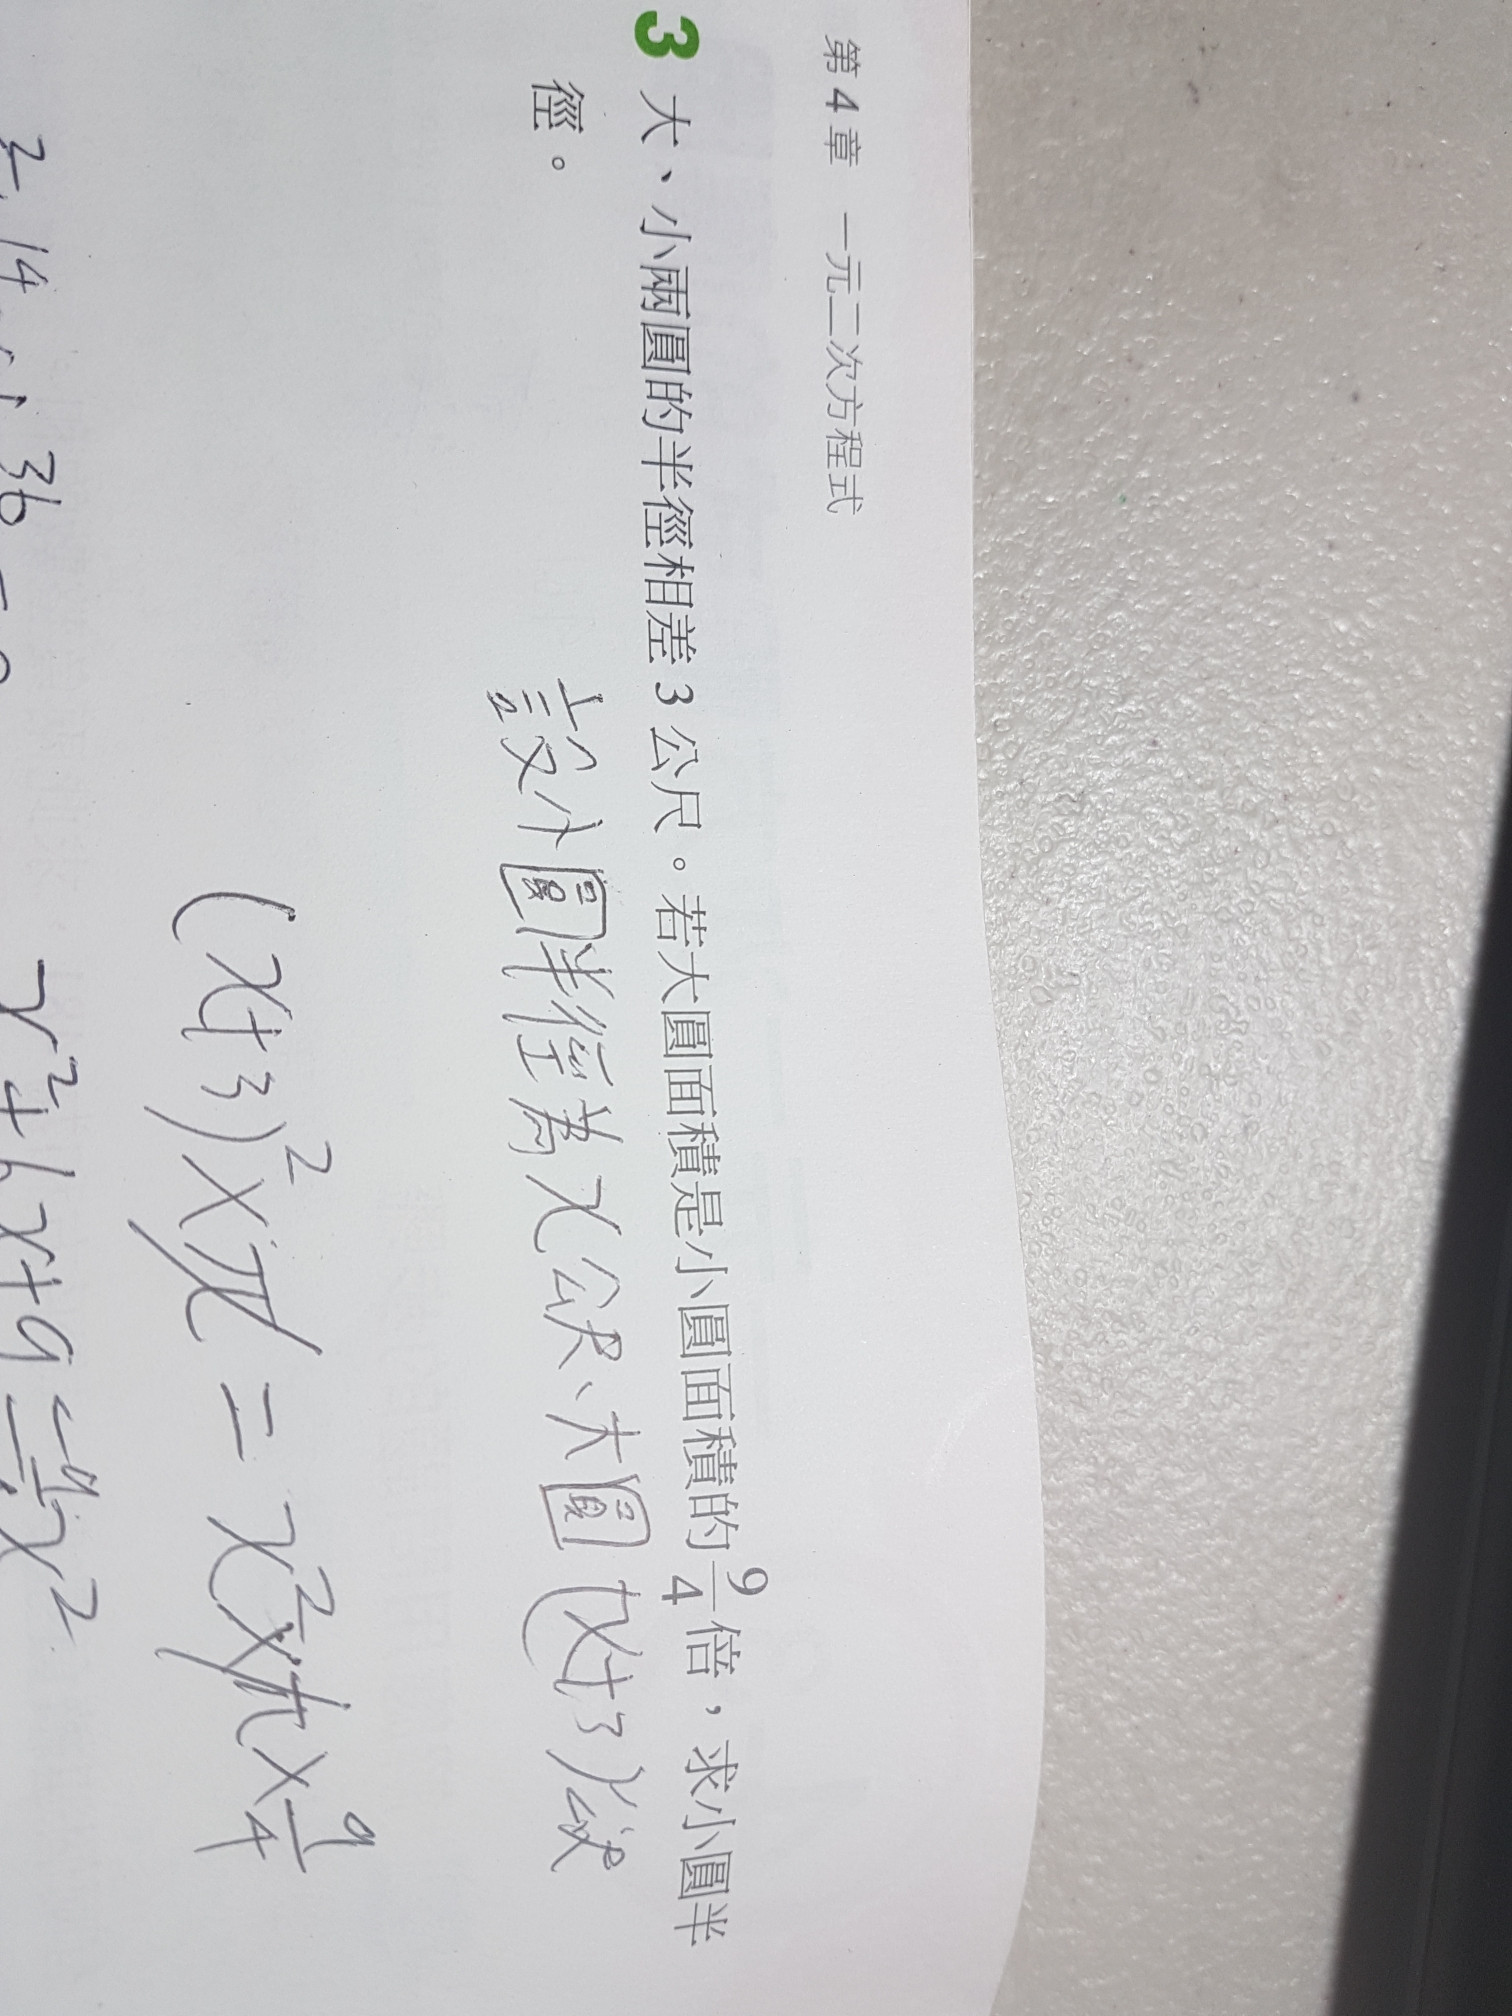 第4章 一元二次方程式
3 大、小兩圓的半徑相差3公尺。若大圓面積是小圓面積的9/4倍，求小圓半
徑。
設小圓半徑為x公尺、大圓(x+3)公尺
(x+3)²×π=x²×π×9/4
x²+6x+9=9/4x²
36